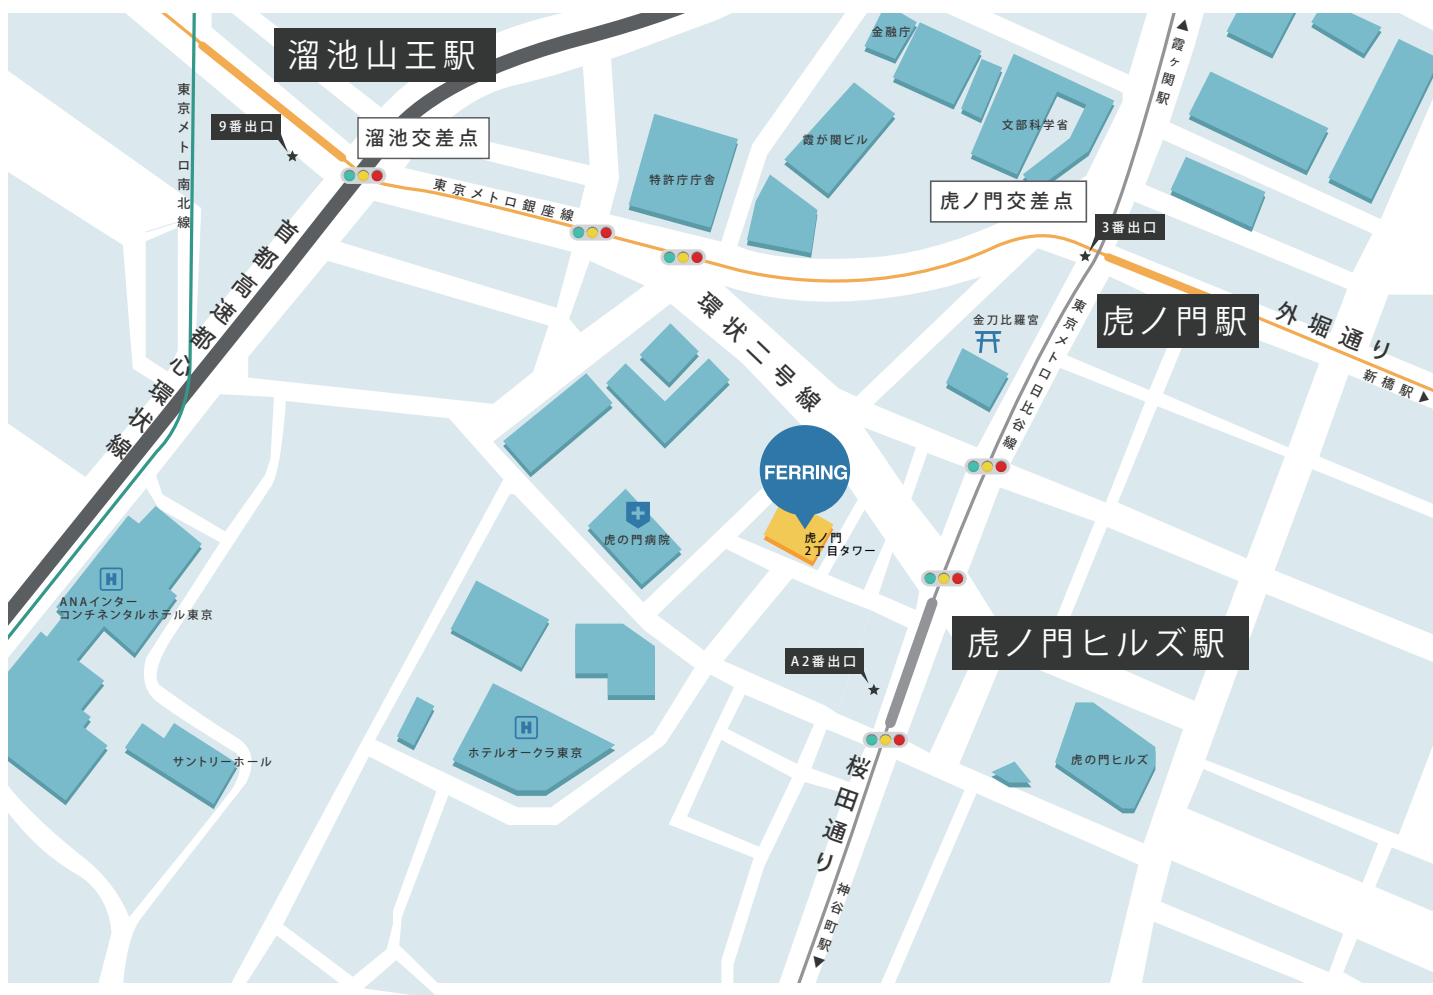 溜池山王駅
金融庁
霞ヶ関駅
東京メトロ南北線
9番出口
溜池交差点
文部科学省
霞が関ビル
特許庁庁舎
東京メトロ銀座線
虎ノ門交差点
3番出口
首都高速都心環状線
環状二号線
東京メトロ日比谷線
金刀比羅宮
虎ノ門駅
外堀通り
新橋駅
FERRING
虎の門病院
虎ノ門
2丁目タワー
ANAインター
コンチネンタルホテル東京
虎ノ門ヒルズ駅
A2番出口
ホテルオークラ東京
サントリーホール
虎の門ヒルズ
桜田通り
神谷町駅